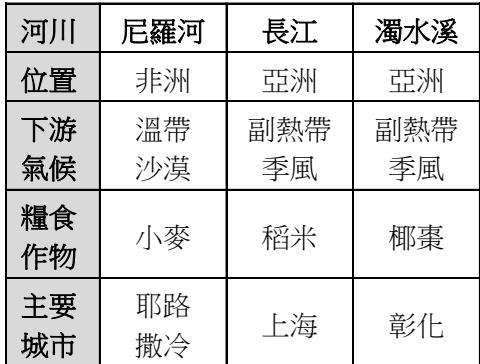 河川 尼羅河 長江 濁水溪
位置 非洲 亞洲 亞洲
下游 溫帶 副熱帶 副熱帶
氣候 沙漠 季風 季風
糧食
作物 小麥 稻米 椰棗
主要 耶路
城市 撒冷 上海 彰化